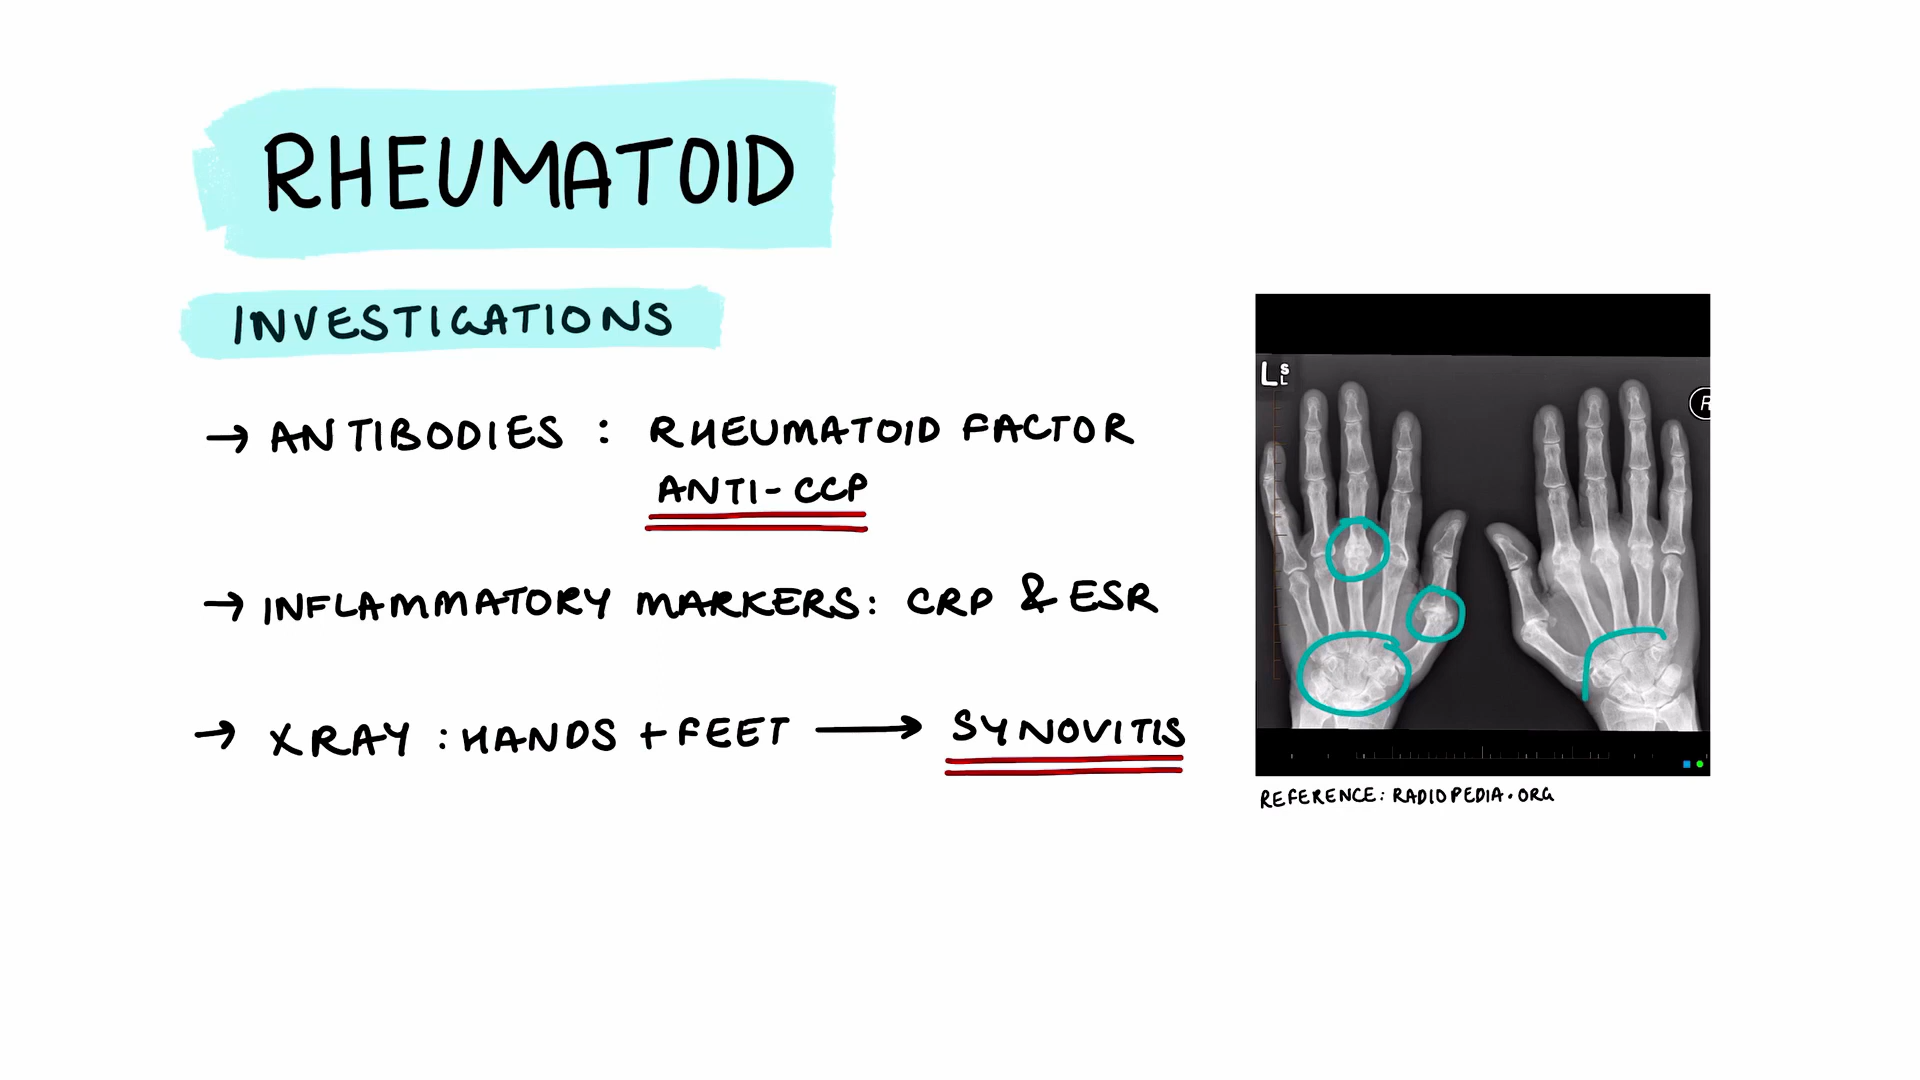 RHEUMATOID
INVESTIGATIONS
→ ANTIBODIES : RHEUMATOID FACTOR
ANTI-CCP
→ INFLAMMATORY MARKERS: CRP & ESR
→ XRAY : HANDS + FEET → SYNOVITIS
L S L
R
REFERENCE: RADIOPEDIA.ORG